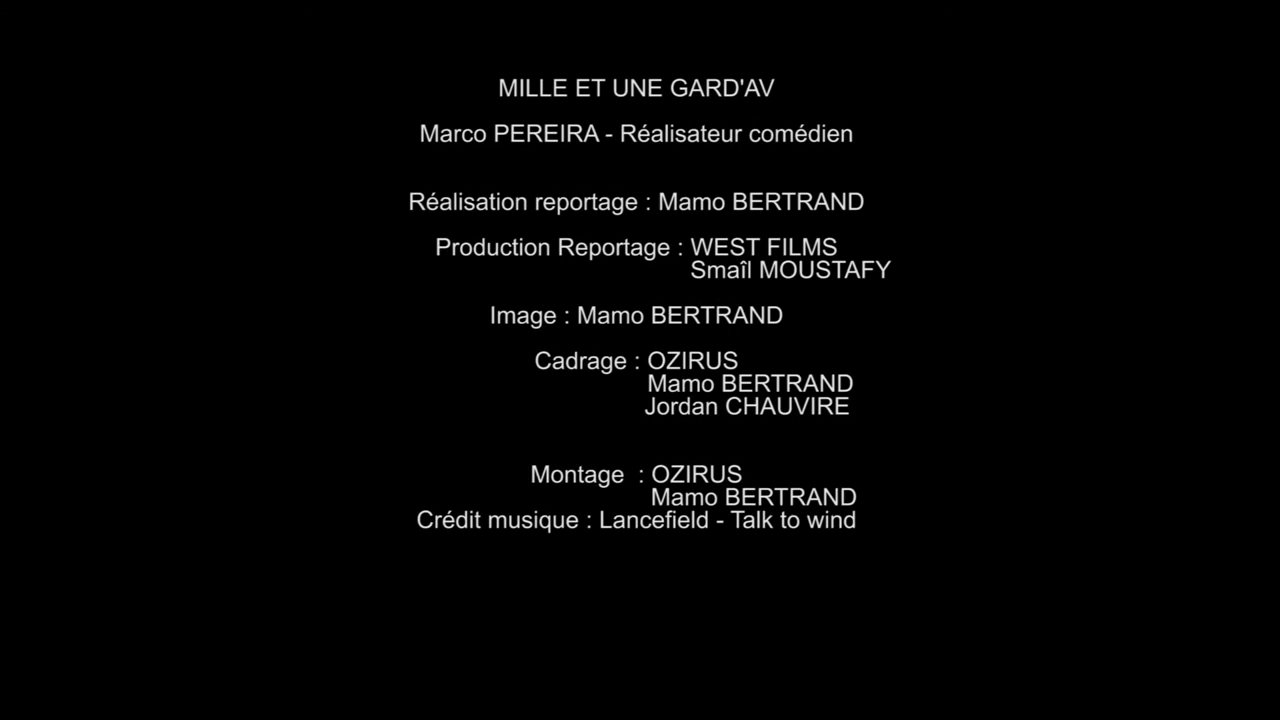 MILLE ET UNE GARD'AV
Marco PEREIRA - Réalisateur comédien
Réalisation reportage : Mamo BERTRAND
Production Reportage : WEST FILMS
Smaîl MOUSTAFY
Image : Mamo BERTRAND
Cadrage : OZIRUS
Mamo BERTRAND
Jordan CHAUVIRE
Montage  : OZIRUS
Mamo BERTRAND
Crédit musique : Lancefield - Talk to wind